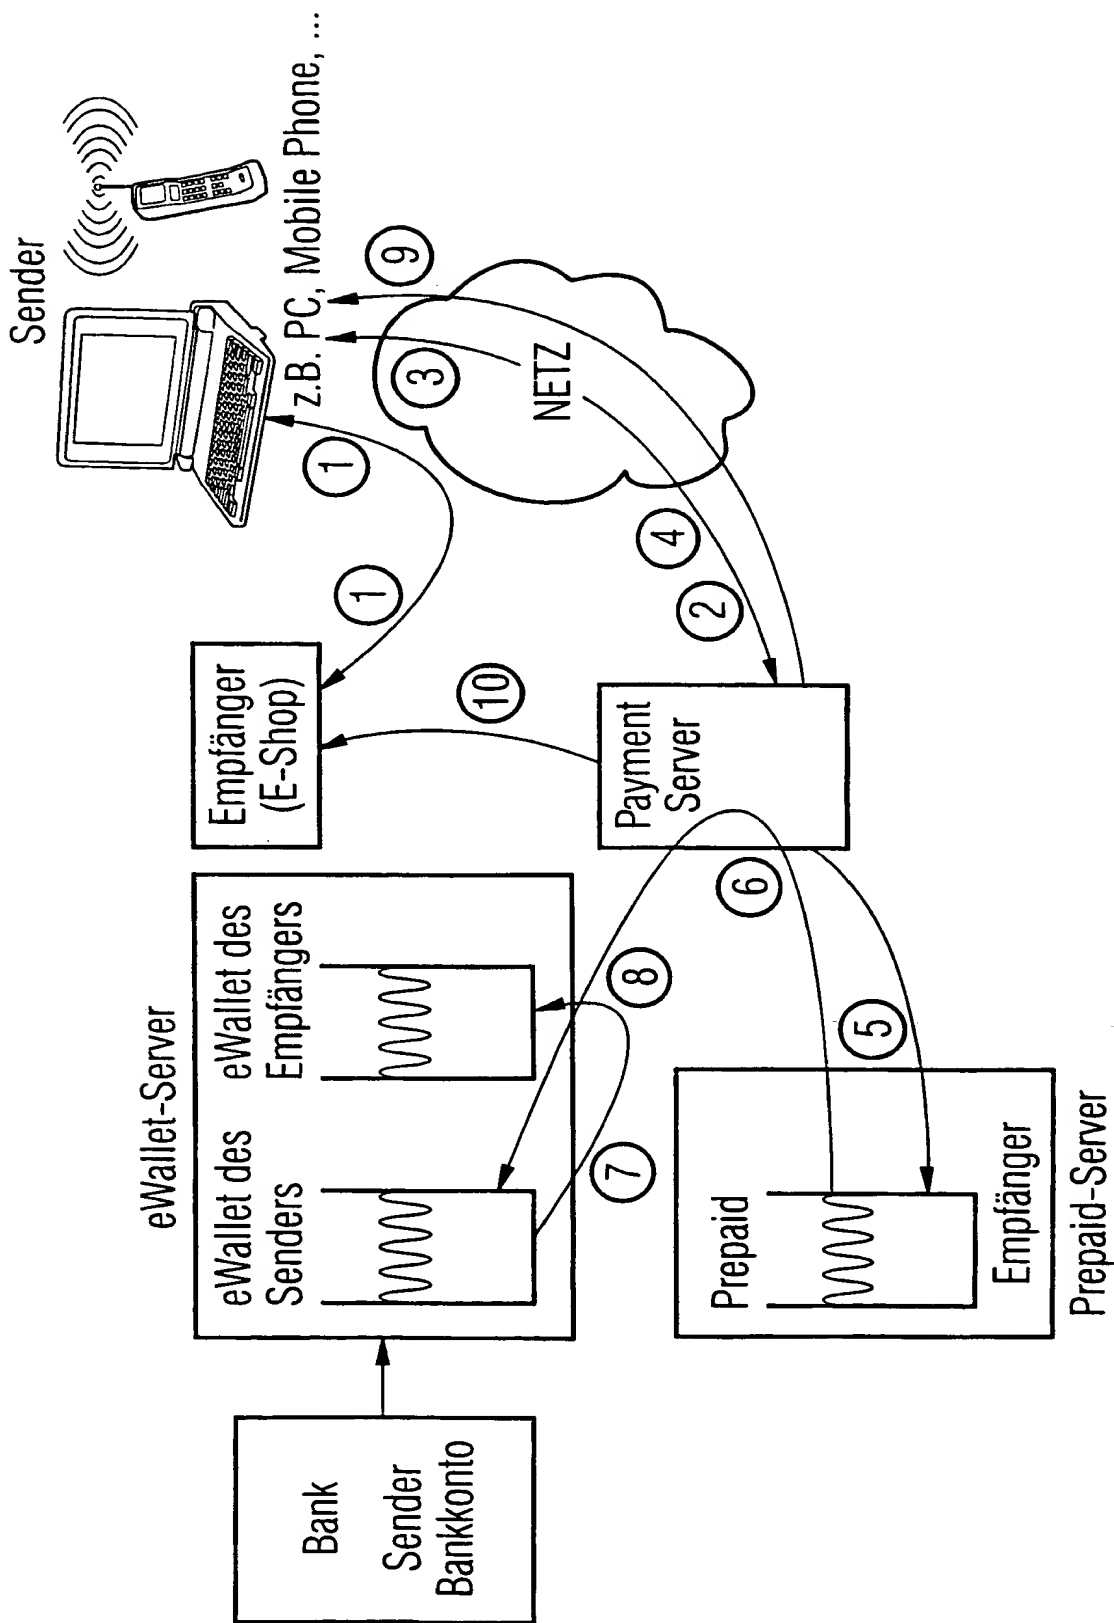 Sender
z.B. PC, Mobile Phone, ...
1
1
3
9
NETZ
4
2
Empfänger
(E-Shop)
10
Payment
Server
eWallet-Server
eWallet des
Senders
eWallet des
Empfängers
7
8
6
5
Prepaid
Empfänger
Prepaid-Server
Bank
Sender
Bankkonto